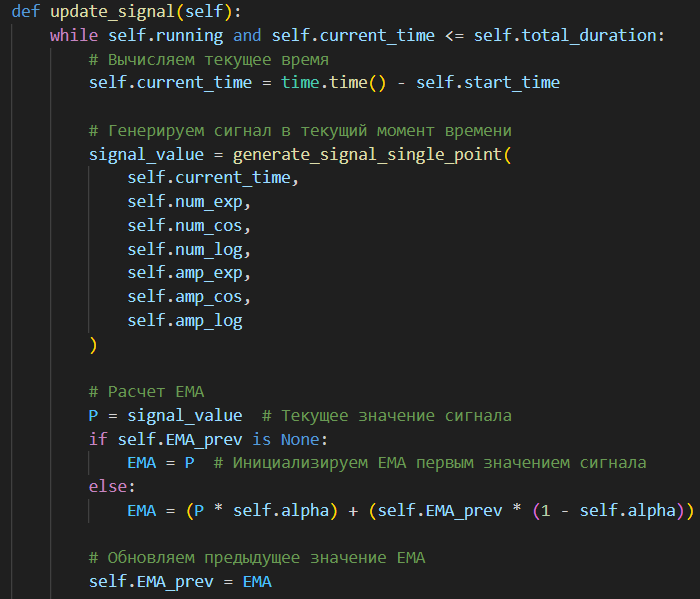 def update_signal(self):
    while self.running and self.current_time <= self.total_duration:
        # Вычисляем текущее время
        self.current_time = time.time() - self.start_time

        # Генерируем сигнал в текущий момент времени
        signal_value = generate_signal_single_point(
            self.current_time,
            self.num_exp,
            self.num_cos,
            self.num_log,
            self.amp_exp,
            self.amp_cos,
            self.amp_log
        )

        # Расчет EMA
        P = signal_value  # Текущее значение сигнала
        if self.EMA_prev is None:
            EMA = P  # Инициализируем EMA первым значением сигнала
        else:
            EMA = (P * self.alpha) + (self.EMA_prev * (1 - self.alpha))

        # Обновляем предыдущее значение EMA
        self.EMA_prev = EMA